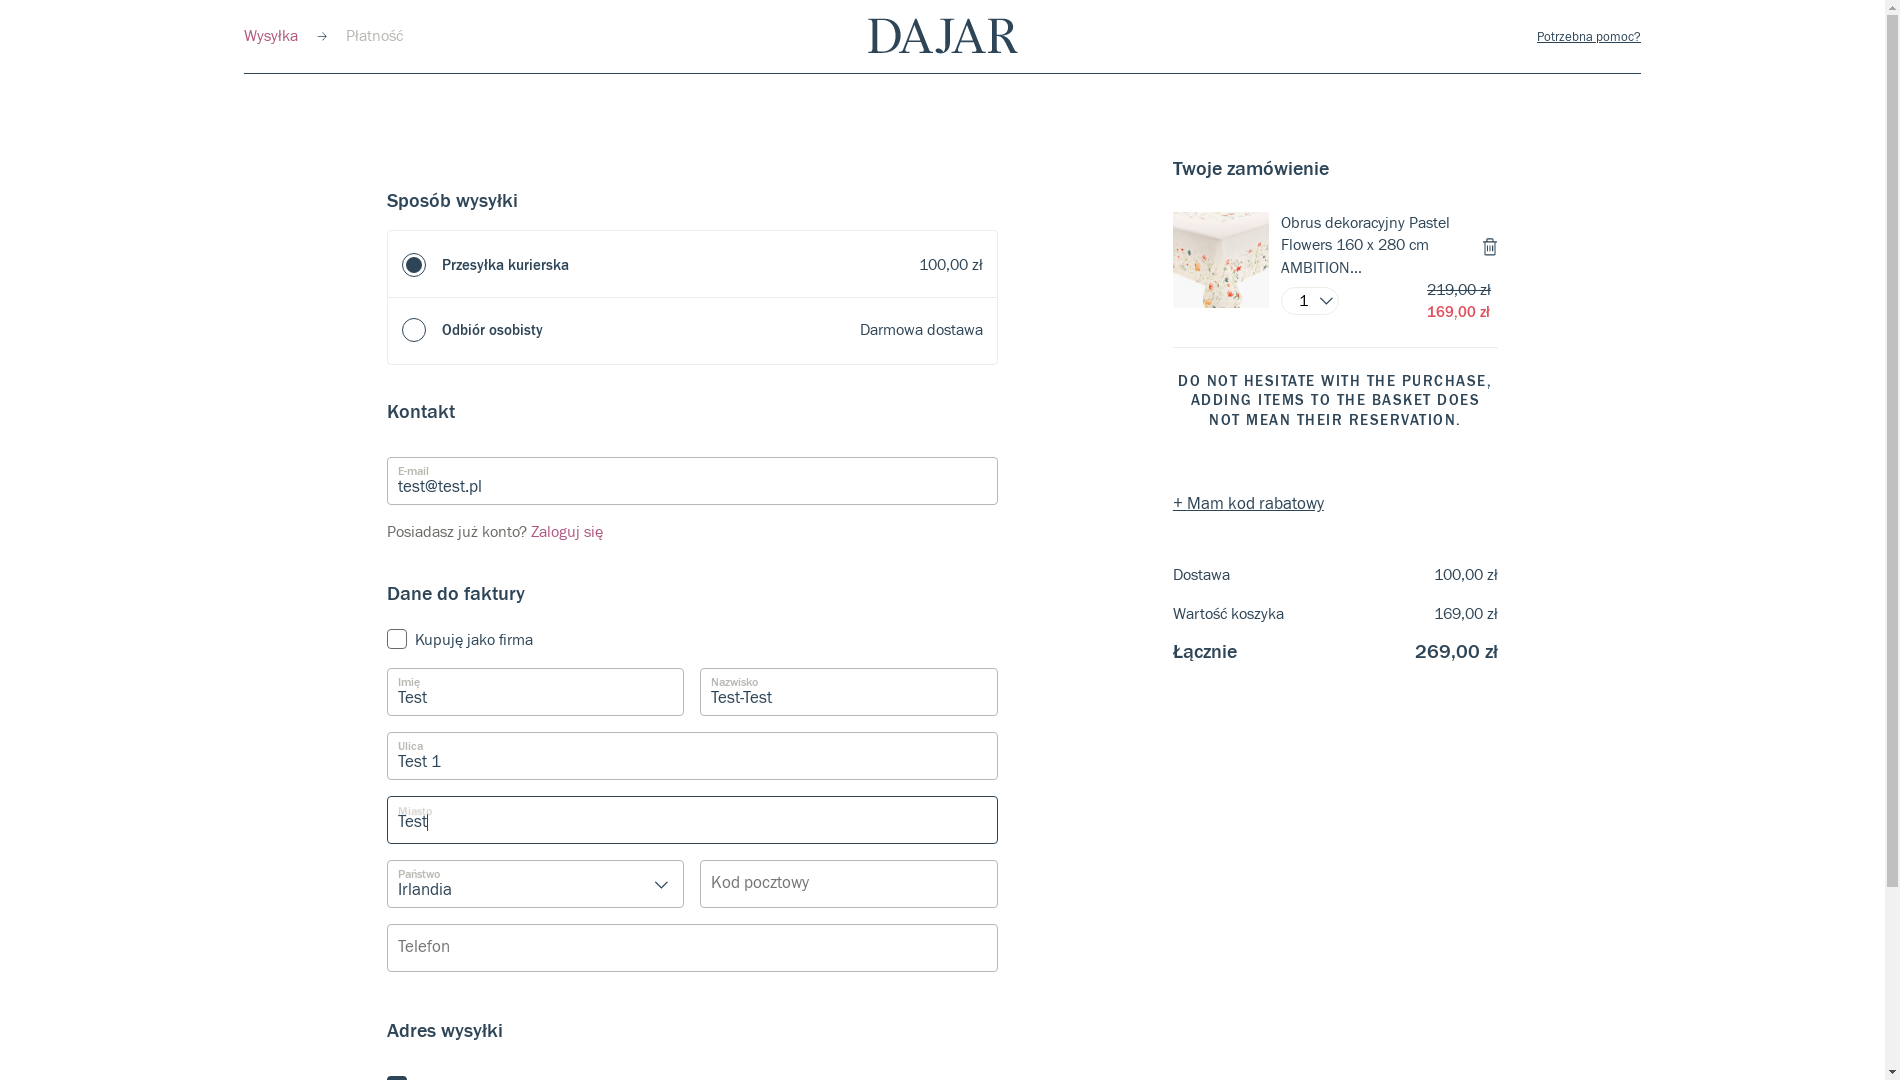 Wysyłka
Płatność
DAJAR
Potrzebna pomoc?
Sposób wysyłki
Przesyłka kurierska
100,00 zł
Odbiór osobisty
Darmowa dostawa
Kontakt
E-mail
test@test.pl
Posiadasz już konto? Zaloguj się
Dane do faktury
Kupuję jako firma
Imię
Test
Nazwisko
Test-Test
Ulica
Test 1
Miasto
Test
Państwo
Irlandia
Kod pocztowy
Telefon
Adres wysyłki
Twoje zamówienie
Obrus dekoracyjny Pastel
Flowers 160 x 280 cm
AMBITION...
1
219,00 zł
169,00 zł
DO NOT HESITATE WITH THE PURCHASE,
ADDING ITEMS TO THE BASKET DOES
NOT MEAN THEIR RESERVATION.
+ Mam kod rabatowy
Dostawa
100,00 zł
Wartość koszyka
169,00 zł
Łącznie
269,00 zł